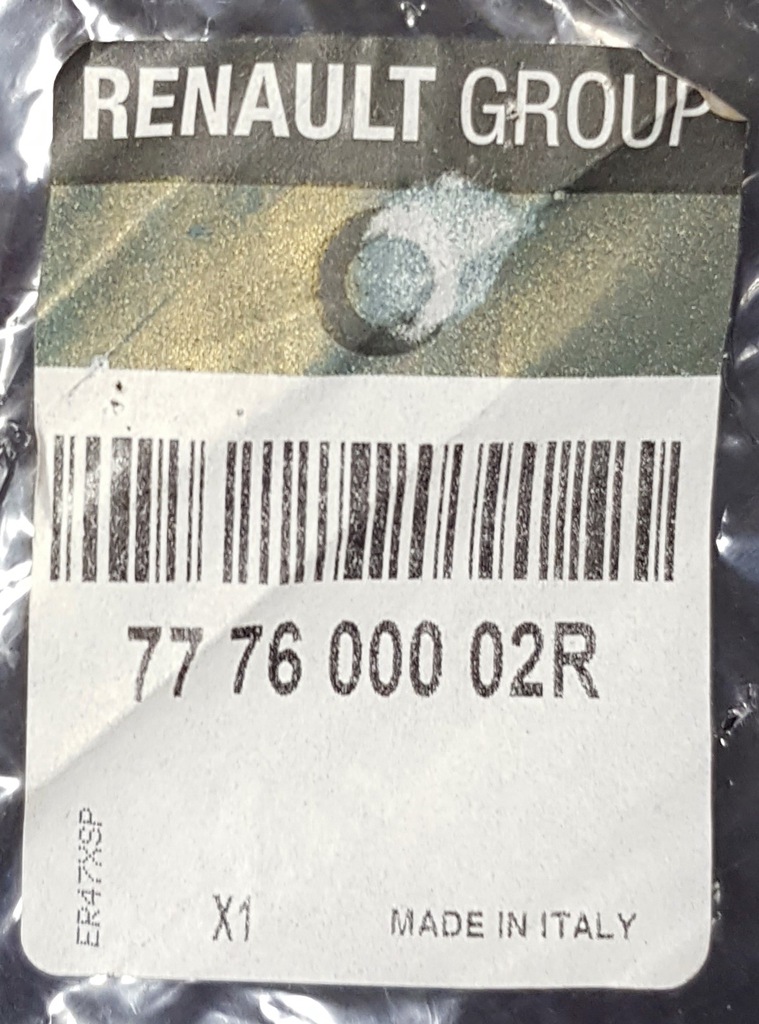 RENAULT GROUP
77 76 000 02R
ER47XSP
X1
MADE IN ITALY